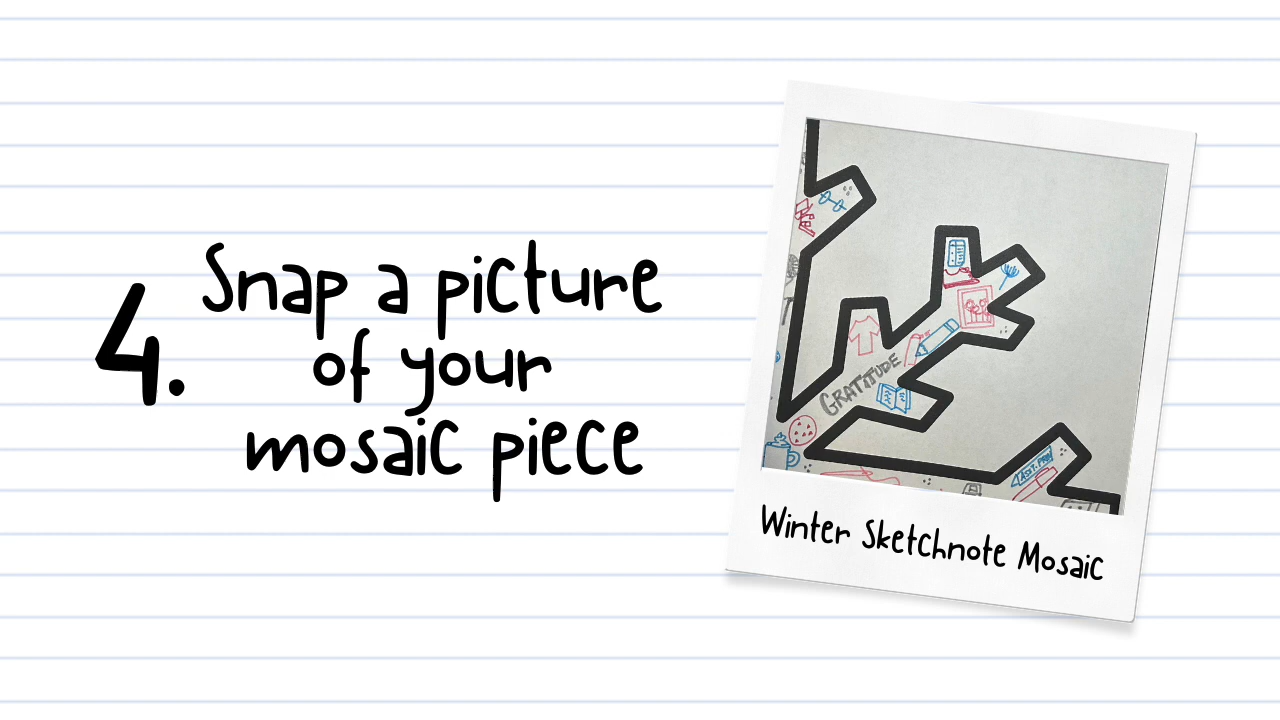 4.
Snap a picture
of your
mosaic piece
GRATITUDE
Winter Sketchnote Mosaic